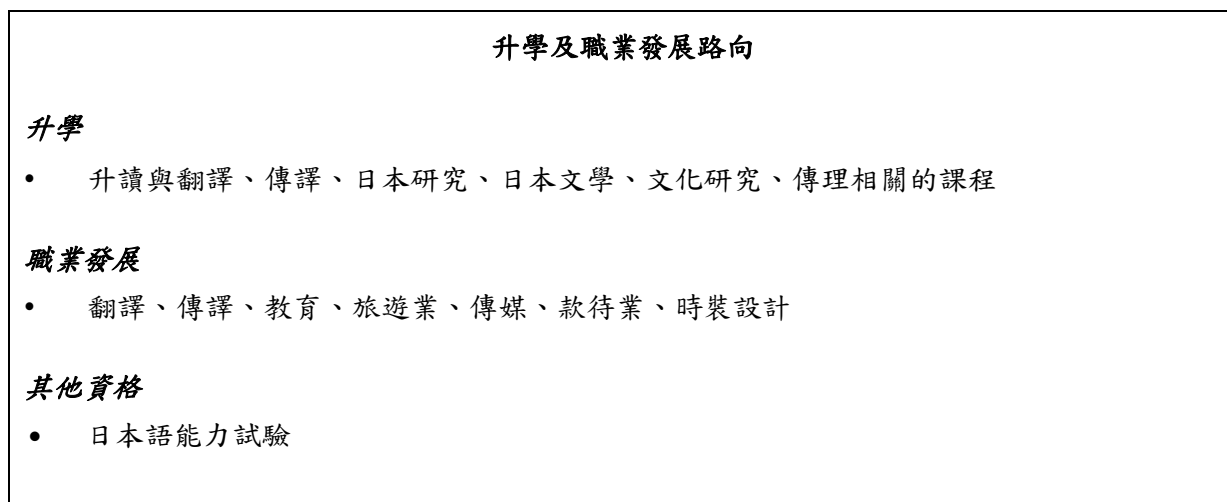 升學及職業發展路向
升學
• 升讀與翻譯、傳譯、日本研究、日本文學、文化研究、傳理相關的課程
職業發展
• 翻譯、傳譯、教育、旅遊業、傳媒、款待業、時裝設計
其他資格
• 日本語能力試驗